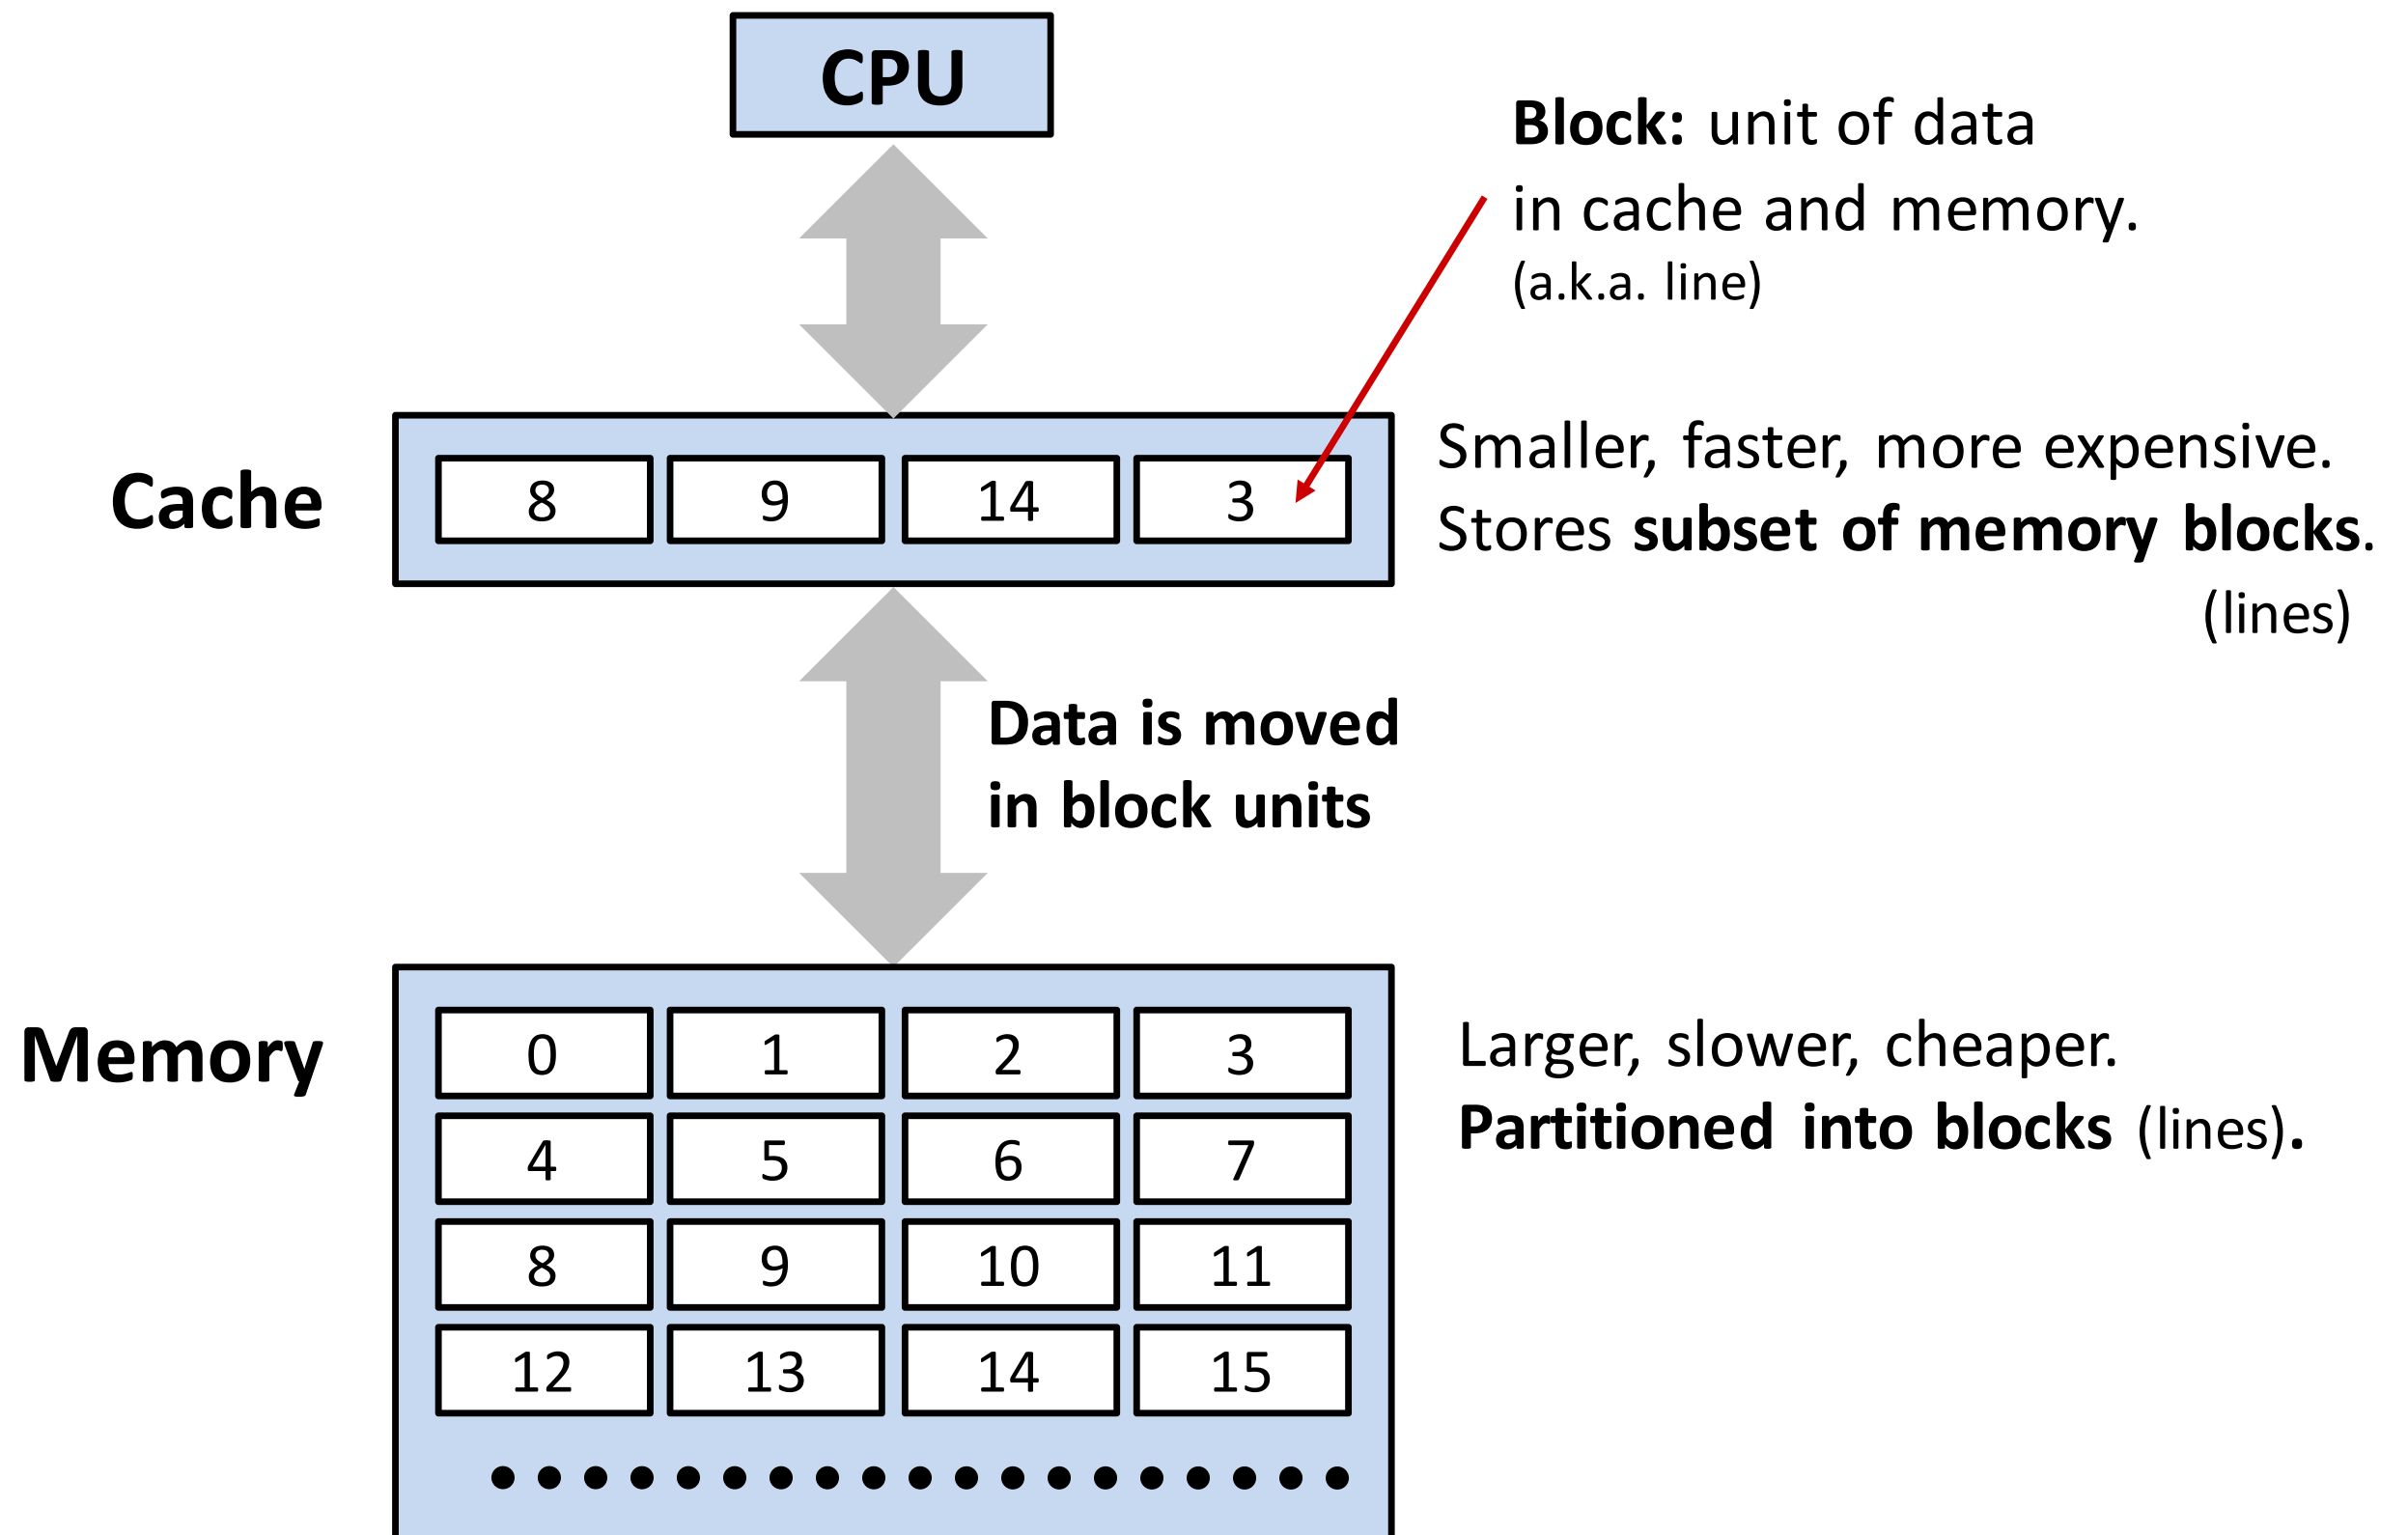 CPU
Block: unit of data
in cache and memory.
(a.k.a. line)
Cache
8 9 14 3
Smaller, faster, more expensive.
Stores subset of memory blocks.
(lines)
Data is moved
in block units
Memory
0 1 2 3
4 5 6 7
8 9 10 11
12 13 14 15
Larger, slower, cheaper.
Partitioned into blocks (lines).